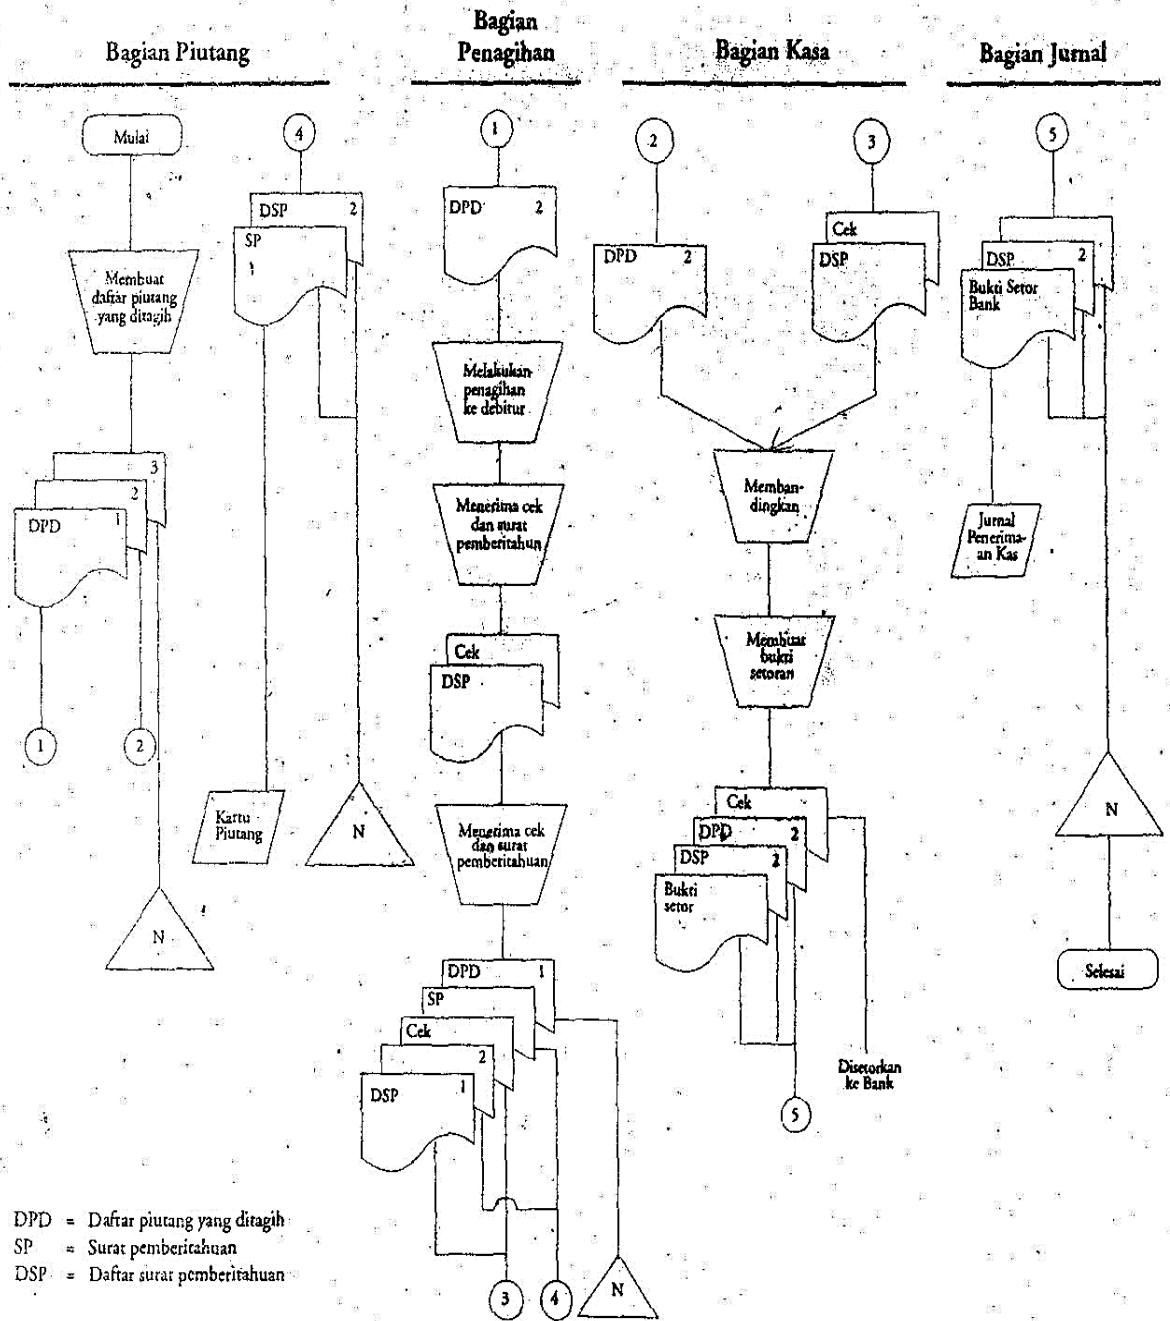 Bagian Piutang
Bagian
Penagihan
Bagian Kasa
Bagian Jurnal
Mulai
Membuat
daftar piutang
yang ditagih
3
2
DPD 1
1
2
N
4
DSP 2
SP
1
Kartu
Piutang
N
1
DPD 2
Melakukan
penagihan
ke debitur
Menerima cek
dan surat
pemberitahun
Cek
DSP
Menerima cek
dan surat
pemberitahuan
DPD 1
SP
Cek
2
DSP 1
3
4
N
2
DPD 2
3
Cek
DSP
Memban-
dingkan
Membuat
bukti
setoran
Cek
DPD 2
DSP 2
Bukti
setor
Disetorkan
ke Bank
5
5
DSP 2
Bukti Setor
Bank
Jurnal
Penerima-
an Kas
N
Selesai
DPD = Daftar piutang yang ditagih
SP = Surat pemberitahuan
DSP = Daftar surat pemberitahuan